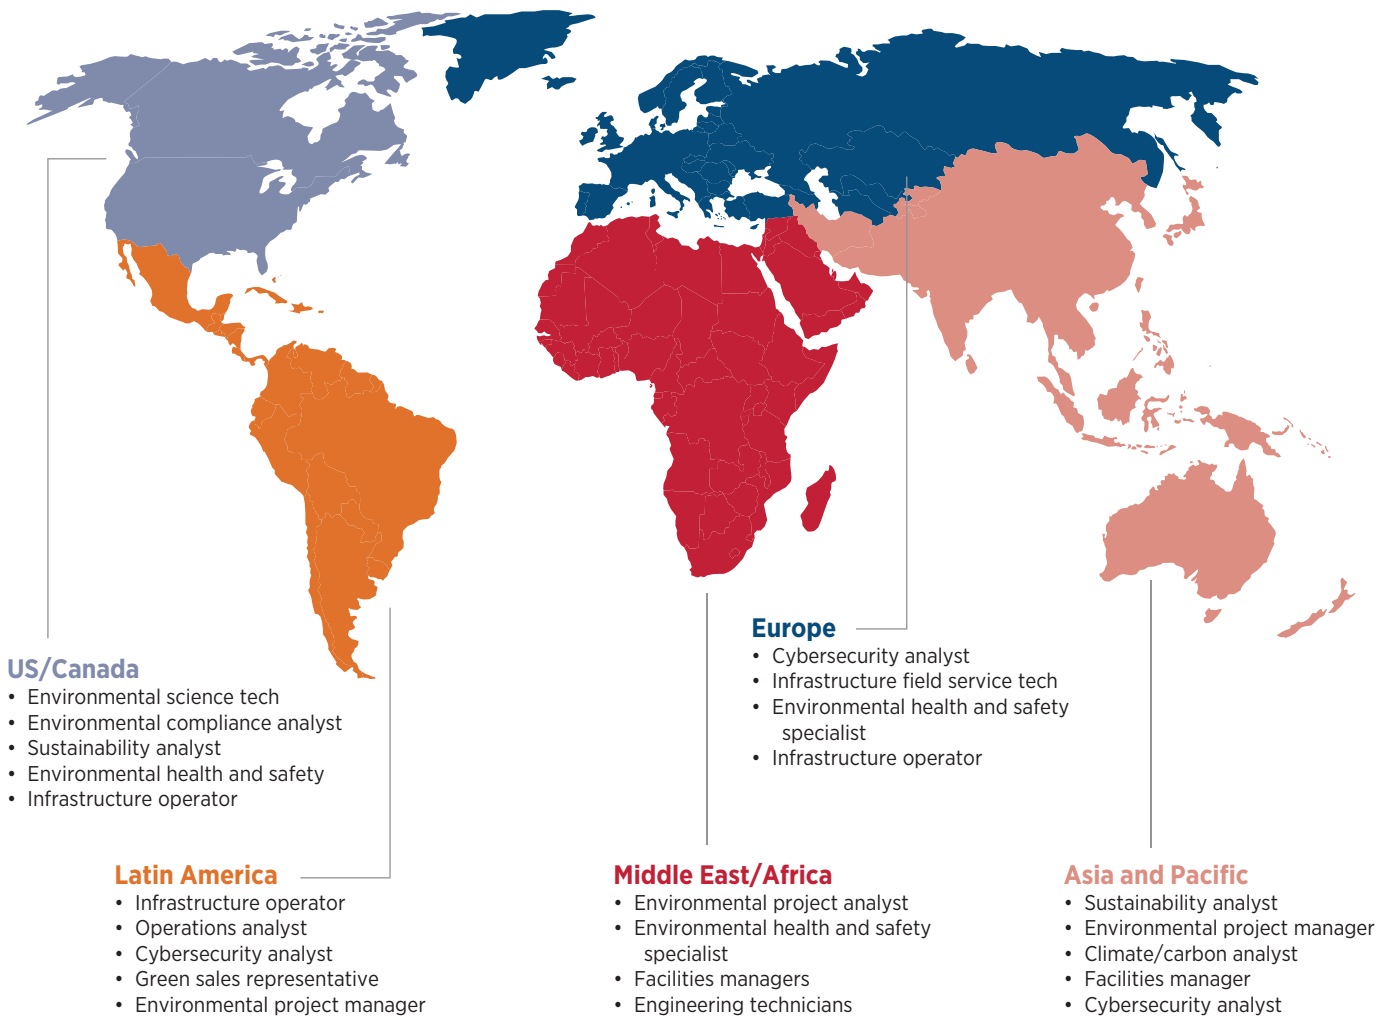 US/Canada
• Environmental science tech
• Environmental compliance analyst
• Sustainability analyst
• Environmental health and safety
• Infrastructure operator
Latin America
• Infrastructure operator
• Operations analyst
• Cybersecurity analyst
• Green sales representative
• Environmental project manager
Europe
• Cybersecurity analyst
• Infrastructure field service tech
• Environmental health and safety
specialist
• Infrastructure operator
Middle East/Africa
• Environmental project analyst
• Environmental health and safety
specialist
• Facilities managers
• Engineering technicians
Asia and Pacific
• Sustainability analyst
• Environmental project manager
• Climate/carbon analyst
• Facilities manager
• Cybersecurity analyst